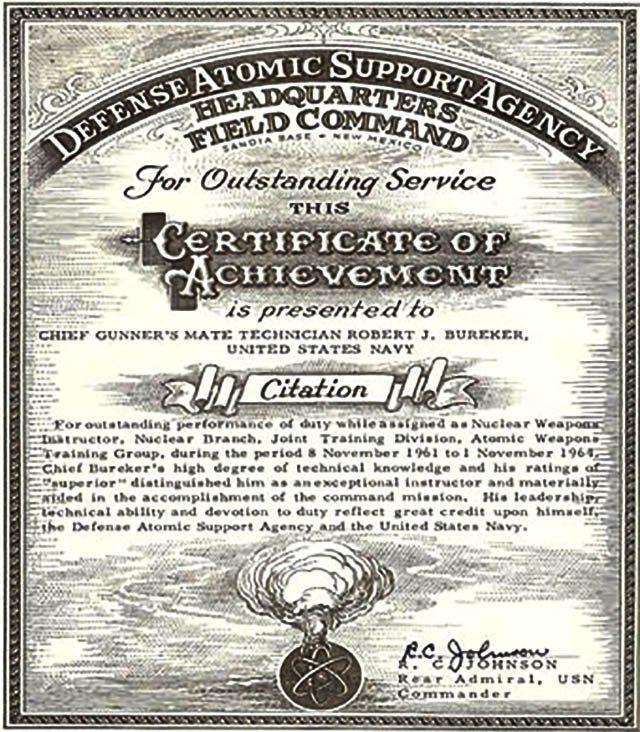 DEFENSE ATOMIC SUPPORT AGENCY
HEADQUARTERS
FIELD COMMAND
SANDIA BASE • NEW MEXICO
For Outstanding Service
THIS
CERTIFICATE OF
ACHIEVEMENT
is presented to
CHIEF GUNNER'S MATE TECHNICIAN ROBERT J. BUREKER,
UNITED STATES NAVY
Citation
For outstanding performance of duty while assigned as Nuclear Weapons
Instructor, Nuclear Branch, Joint Training Division, Atomic Weapons
Training Group, during the period 8 November 1961 to 1 November 1964,
Chief Bureker's high degree of technical knowledge and his ratings of
"superior" distinguished him as an exceptional instructor and materially
aided in the accomplishment of the command mission. His leadership,
technical ability and devotion to duty reflect great credit upon himself,
the Defense Atomic Support Agency and the United States Navy.
R.C. Johnson
R. C. JOHNSON
Rear Admiral, USN
Commander